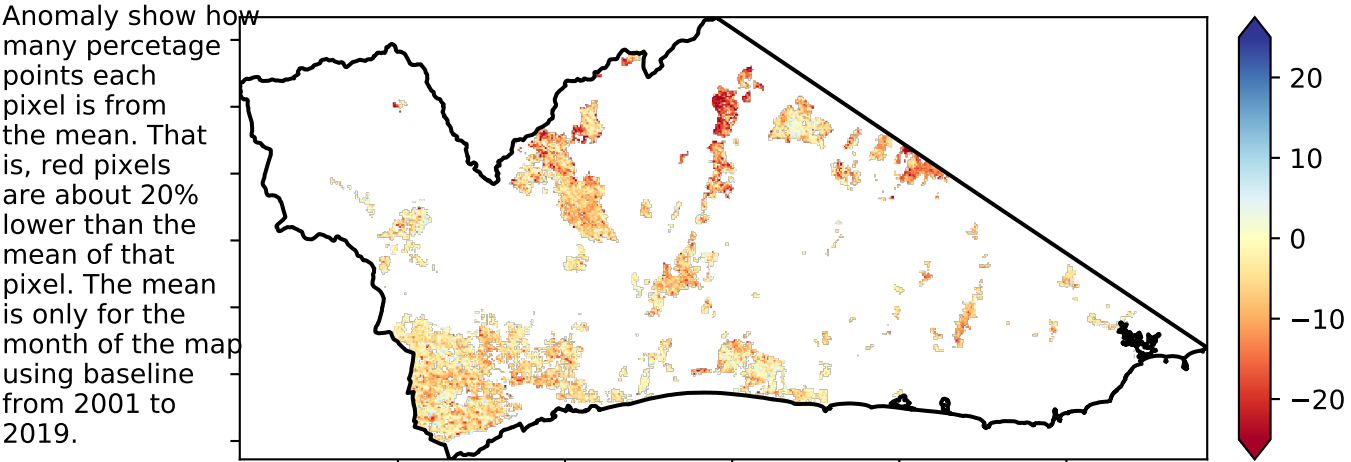 Anomaly show how
many percetage
points each
pixel is from
the mean. That
is, red pixels
are about 20%
lower than the
mean of that
pixel. The mean
is only for the
month of the map
using baseline
from 2001 to
2019.
20
10
0
−10
−20